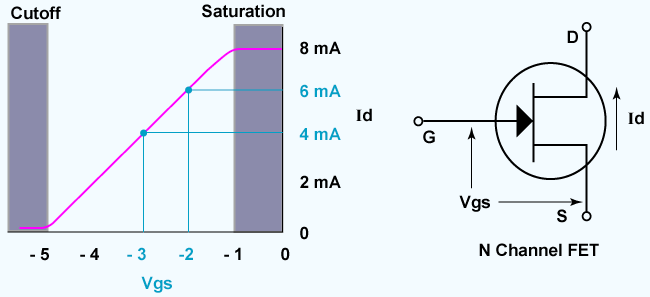 Cutoff
Saturation
8 mA
6 mA
Id
4 mA
2 mA
0
- 5
- 4
- 3
-2
- 1
0
Vgs
D
Id
G
Vgs
S
N Channel FET